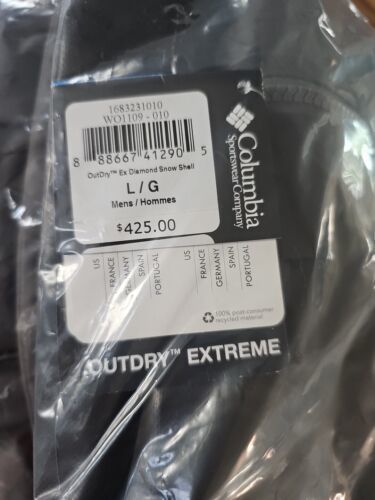 1683231010
WO1109 - 010
8 88667 41290 5
OutDry™ Ex Diamond Snow Shell
L / G
Mens / Hommes
$425.00
Columbia
Sportswear Company
US
FRANCE
GERMANY
SPAIN
PORTUGAL
US
FRANCE
GERMANY
SPAIN
PORTUGAL
100% post-consumer
recycled material
OUTDRY™ EXTREME